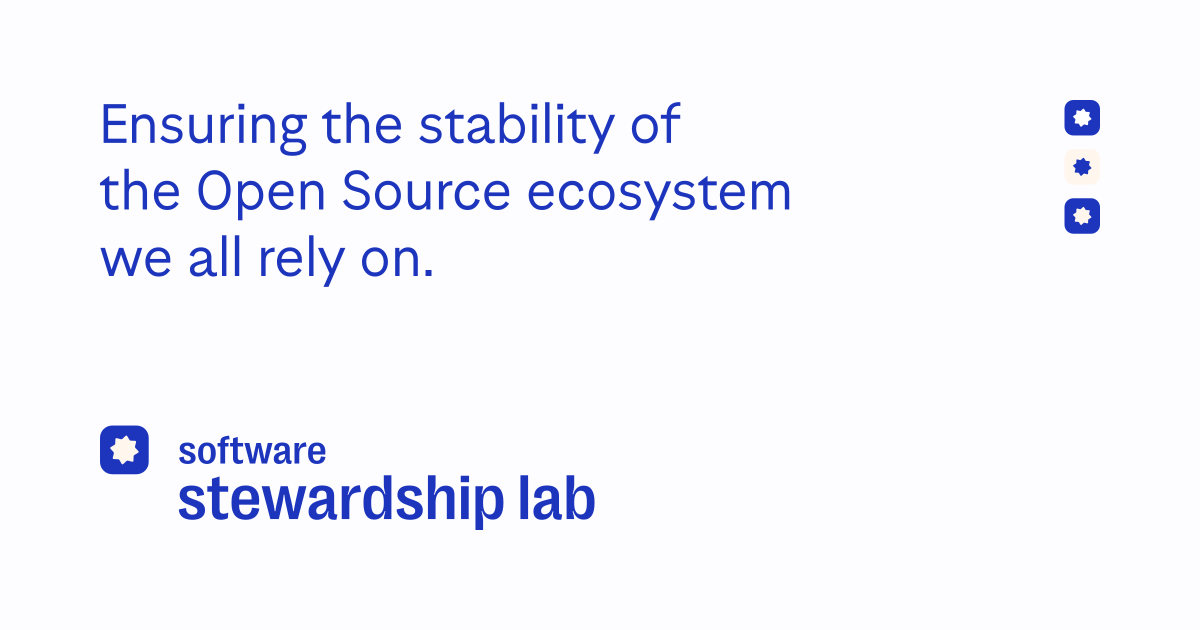 Ensuring the stability of
the Open Source ecosystem
we all rely on.
software
stewardship lab